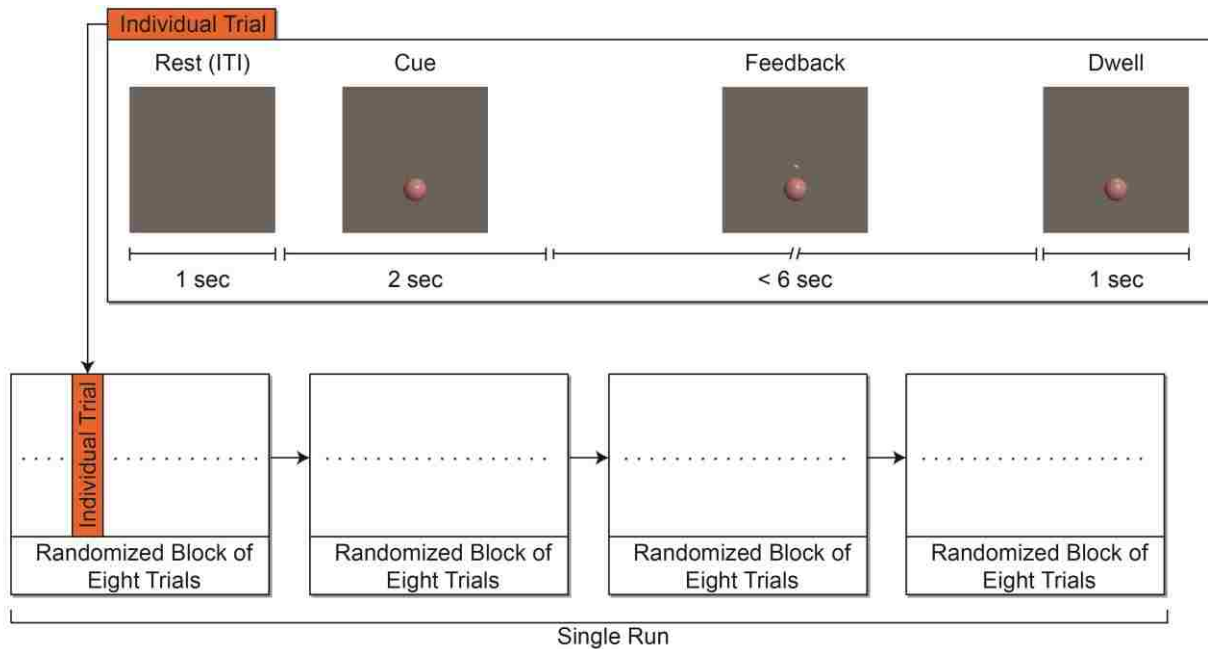 Individual Trial
Rest (ITI)
Cue
Feedback
Dwell
1 sec
2 sec
< 6 sec
1 sec
Individual Trial
Randomized Block of
Eight Trials
Randomized Block of
Eight Trials
Randomized Block of
Eight Trials
Randomized Block of
Eight Trials
Single Run